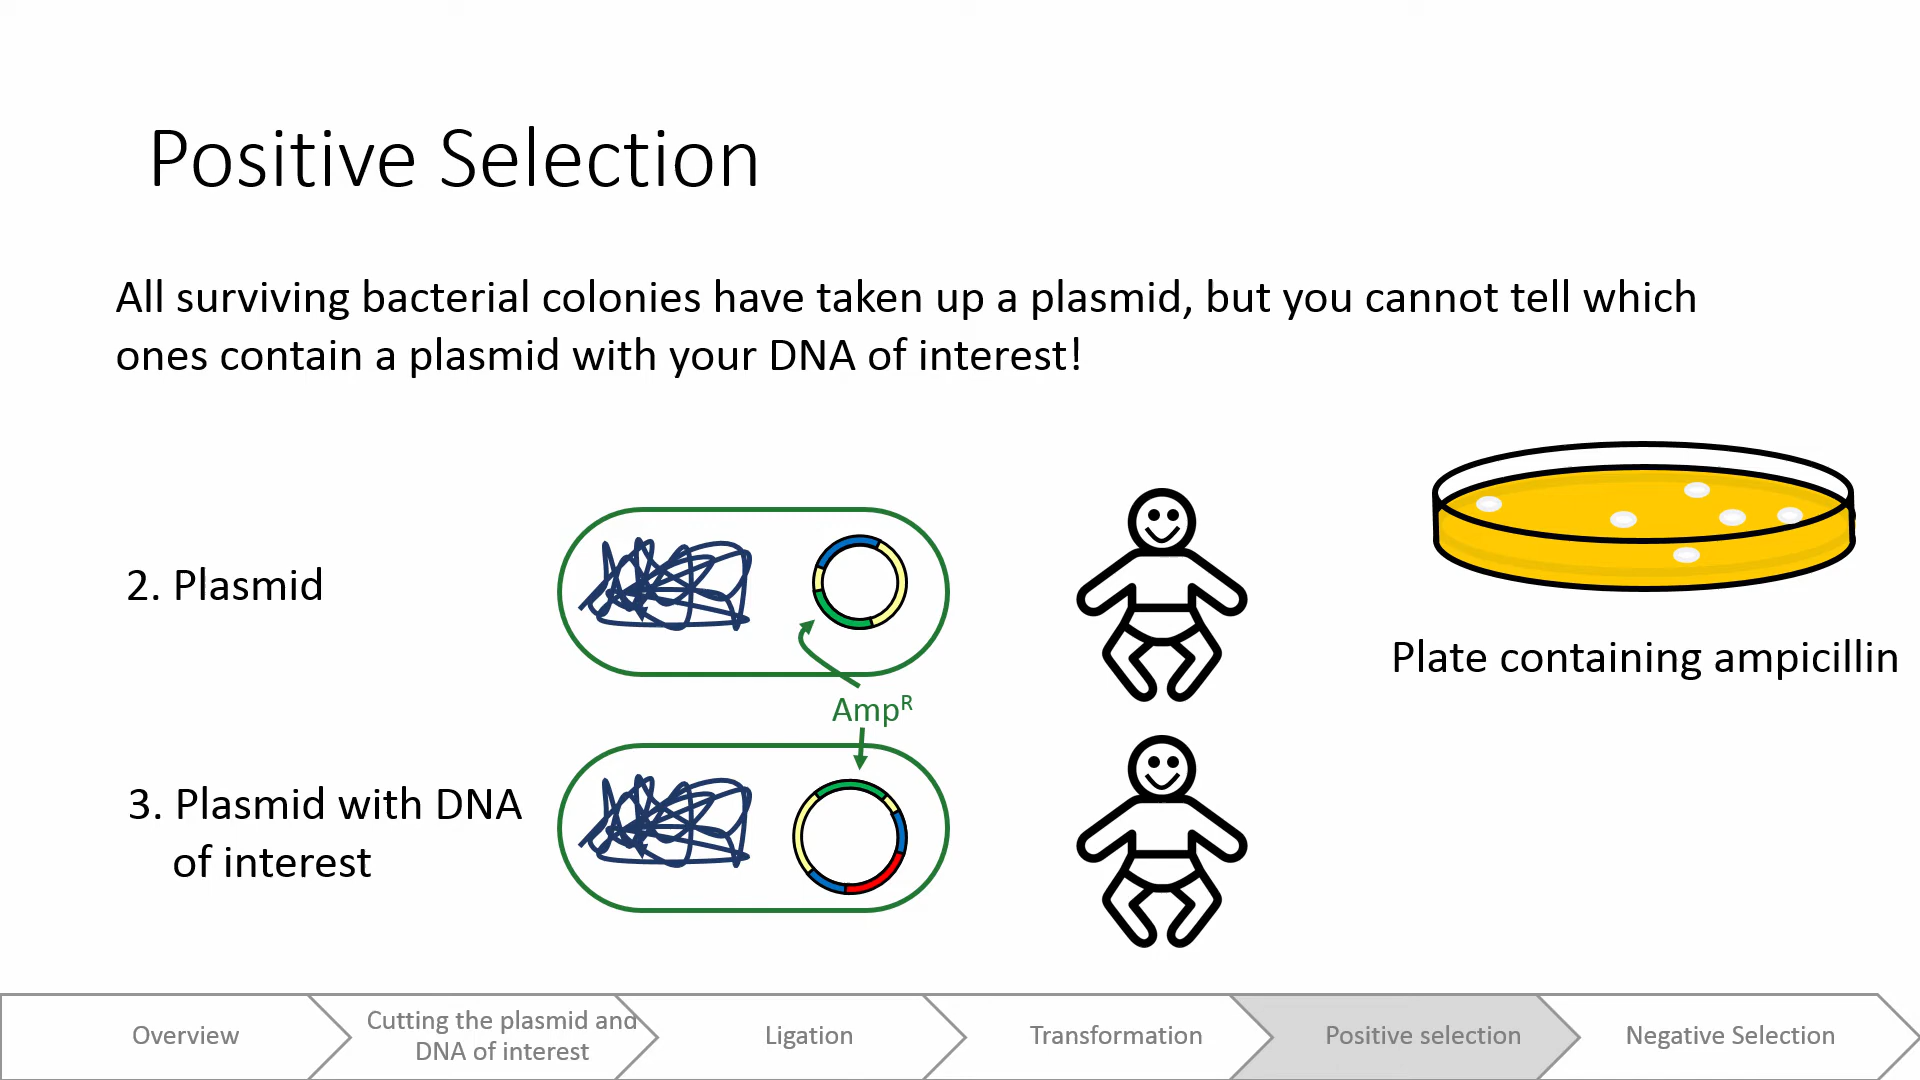 Positive Selection
All surviving bacterial colonies have taken up a plasmid, but you cannot tell which
ones contain a plasmid with your DNA of interest!
2. Plasmid
Plate containing ampicillin
Ampᴿ
3. Plasmid with DNA
of interest
Overview
Cutting the plasmid and
DNA of interest
Ligation
Transformation
Positive selection
Negative Selection